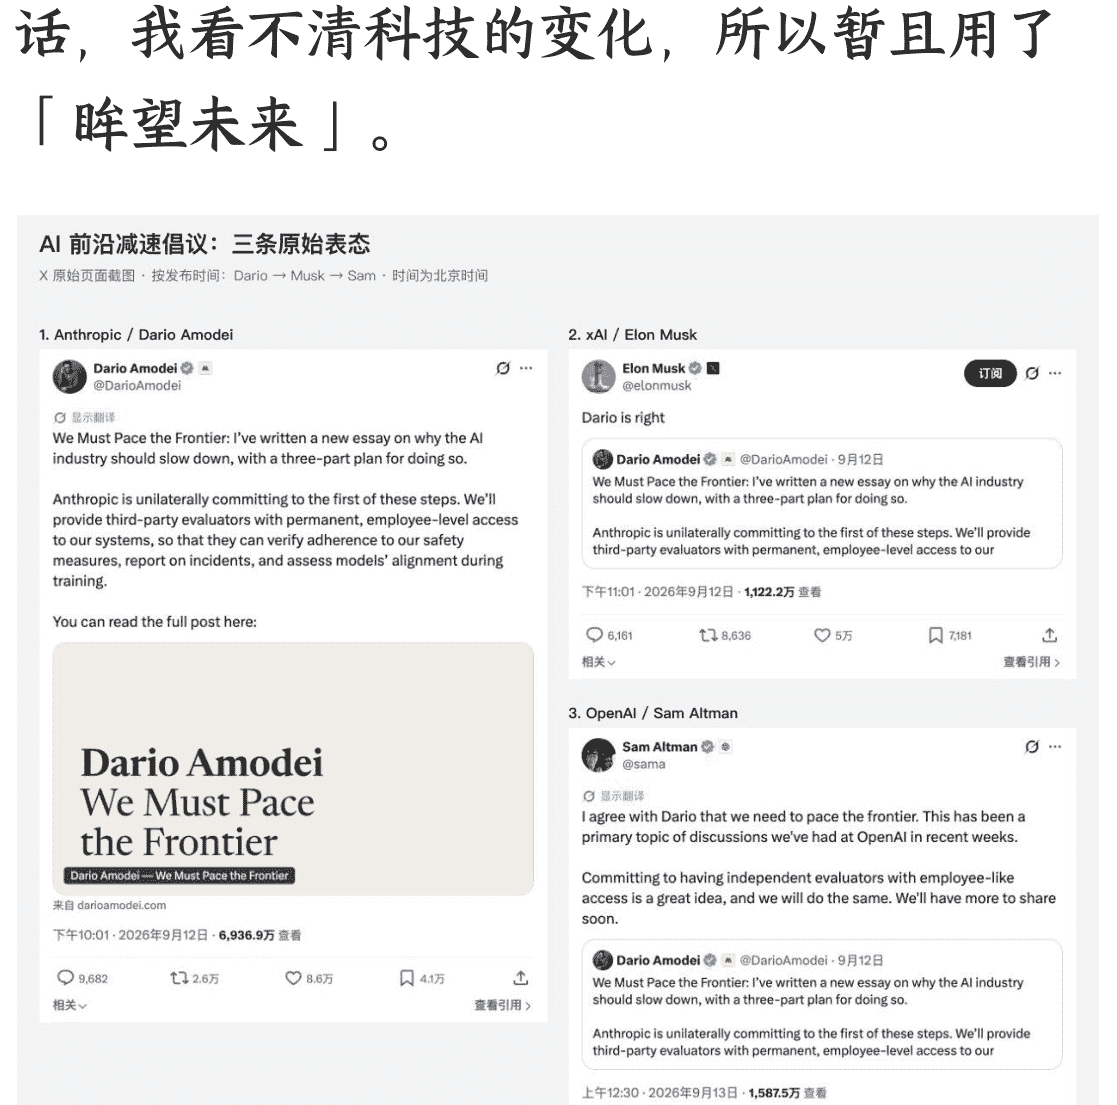 话，我看不清科技的变化，所以暂且用了
「眸望未来」。
AI 前沿减速倡议：三条原始表态
X 原始页面截图 · 按发布时间：Dario → Musk → Sam · 时间为北京时间
1. Anthropic / Dario Amodei
Dario Amodei
@DarioAmodei
显示翻译
We Must Pace the Frontier: I've written a new essay on why the AI
industry should slow down, with a three-part plan for doing so.
Anthropic is unilaterally committing to the first of these steps. We'll
provide third-party evaluators with permanent, employee-level access
to our systems, so that they can verify adherence to our safety
measures, report on incidents, and assess models' alignment during
training.
You can read the full post here:
Dario Amodei
We Must Pace
the Frontier
Dario Amodei — We Must Pace the Frontier
来自 darioamodei.com
下午10:01 · 2026年9月12日 · 6,936.9万 查看
9,682 2.6万 8.6万 4.1万
相关
查看引用
2. xAI / Elon Musk
Elon Musk
@elonmusk
订阅
Dario is right
Dario Amodei @DarioAmodei · 9月12日
We Must Pace the Frontier: I've written a new essay on why the AI industry
should slow down, with a three-part plan for doing so.
Anthropic is unilaterally committing to the first of these steps. We'll provide
third-party evaluators with permanent, employee-level access to our
下午11:01 · 2026年9月12日 · 1,122.2万 查看
6,161 8,636 5万 7,181
相关
查看引用
3. OpenAI / Sam Altman
Sam Altman
@sama
显示翻译
I agree with Dario that we need to pace the frontier. This has been a
primary topic of discussions we've had at OpenAI in recent weeks.
Committing to having independent evaluators with employee-like
access is a great idea, and we will do the same. We'll have more to share
soon.
Dario Amodei @DarioAmodei · 9月12日
We Must Pace the Frontier: I've written a new essay on why the AI industry
should slow down, with a three-part plan for doing so.
Anthropic is unilaterally committing to the first of these steps. We'll provide
third-party evaluators with permanent, employee-level access to our
上午12:30 · 2026年9月13日 · 1,587.5万 查看